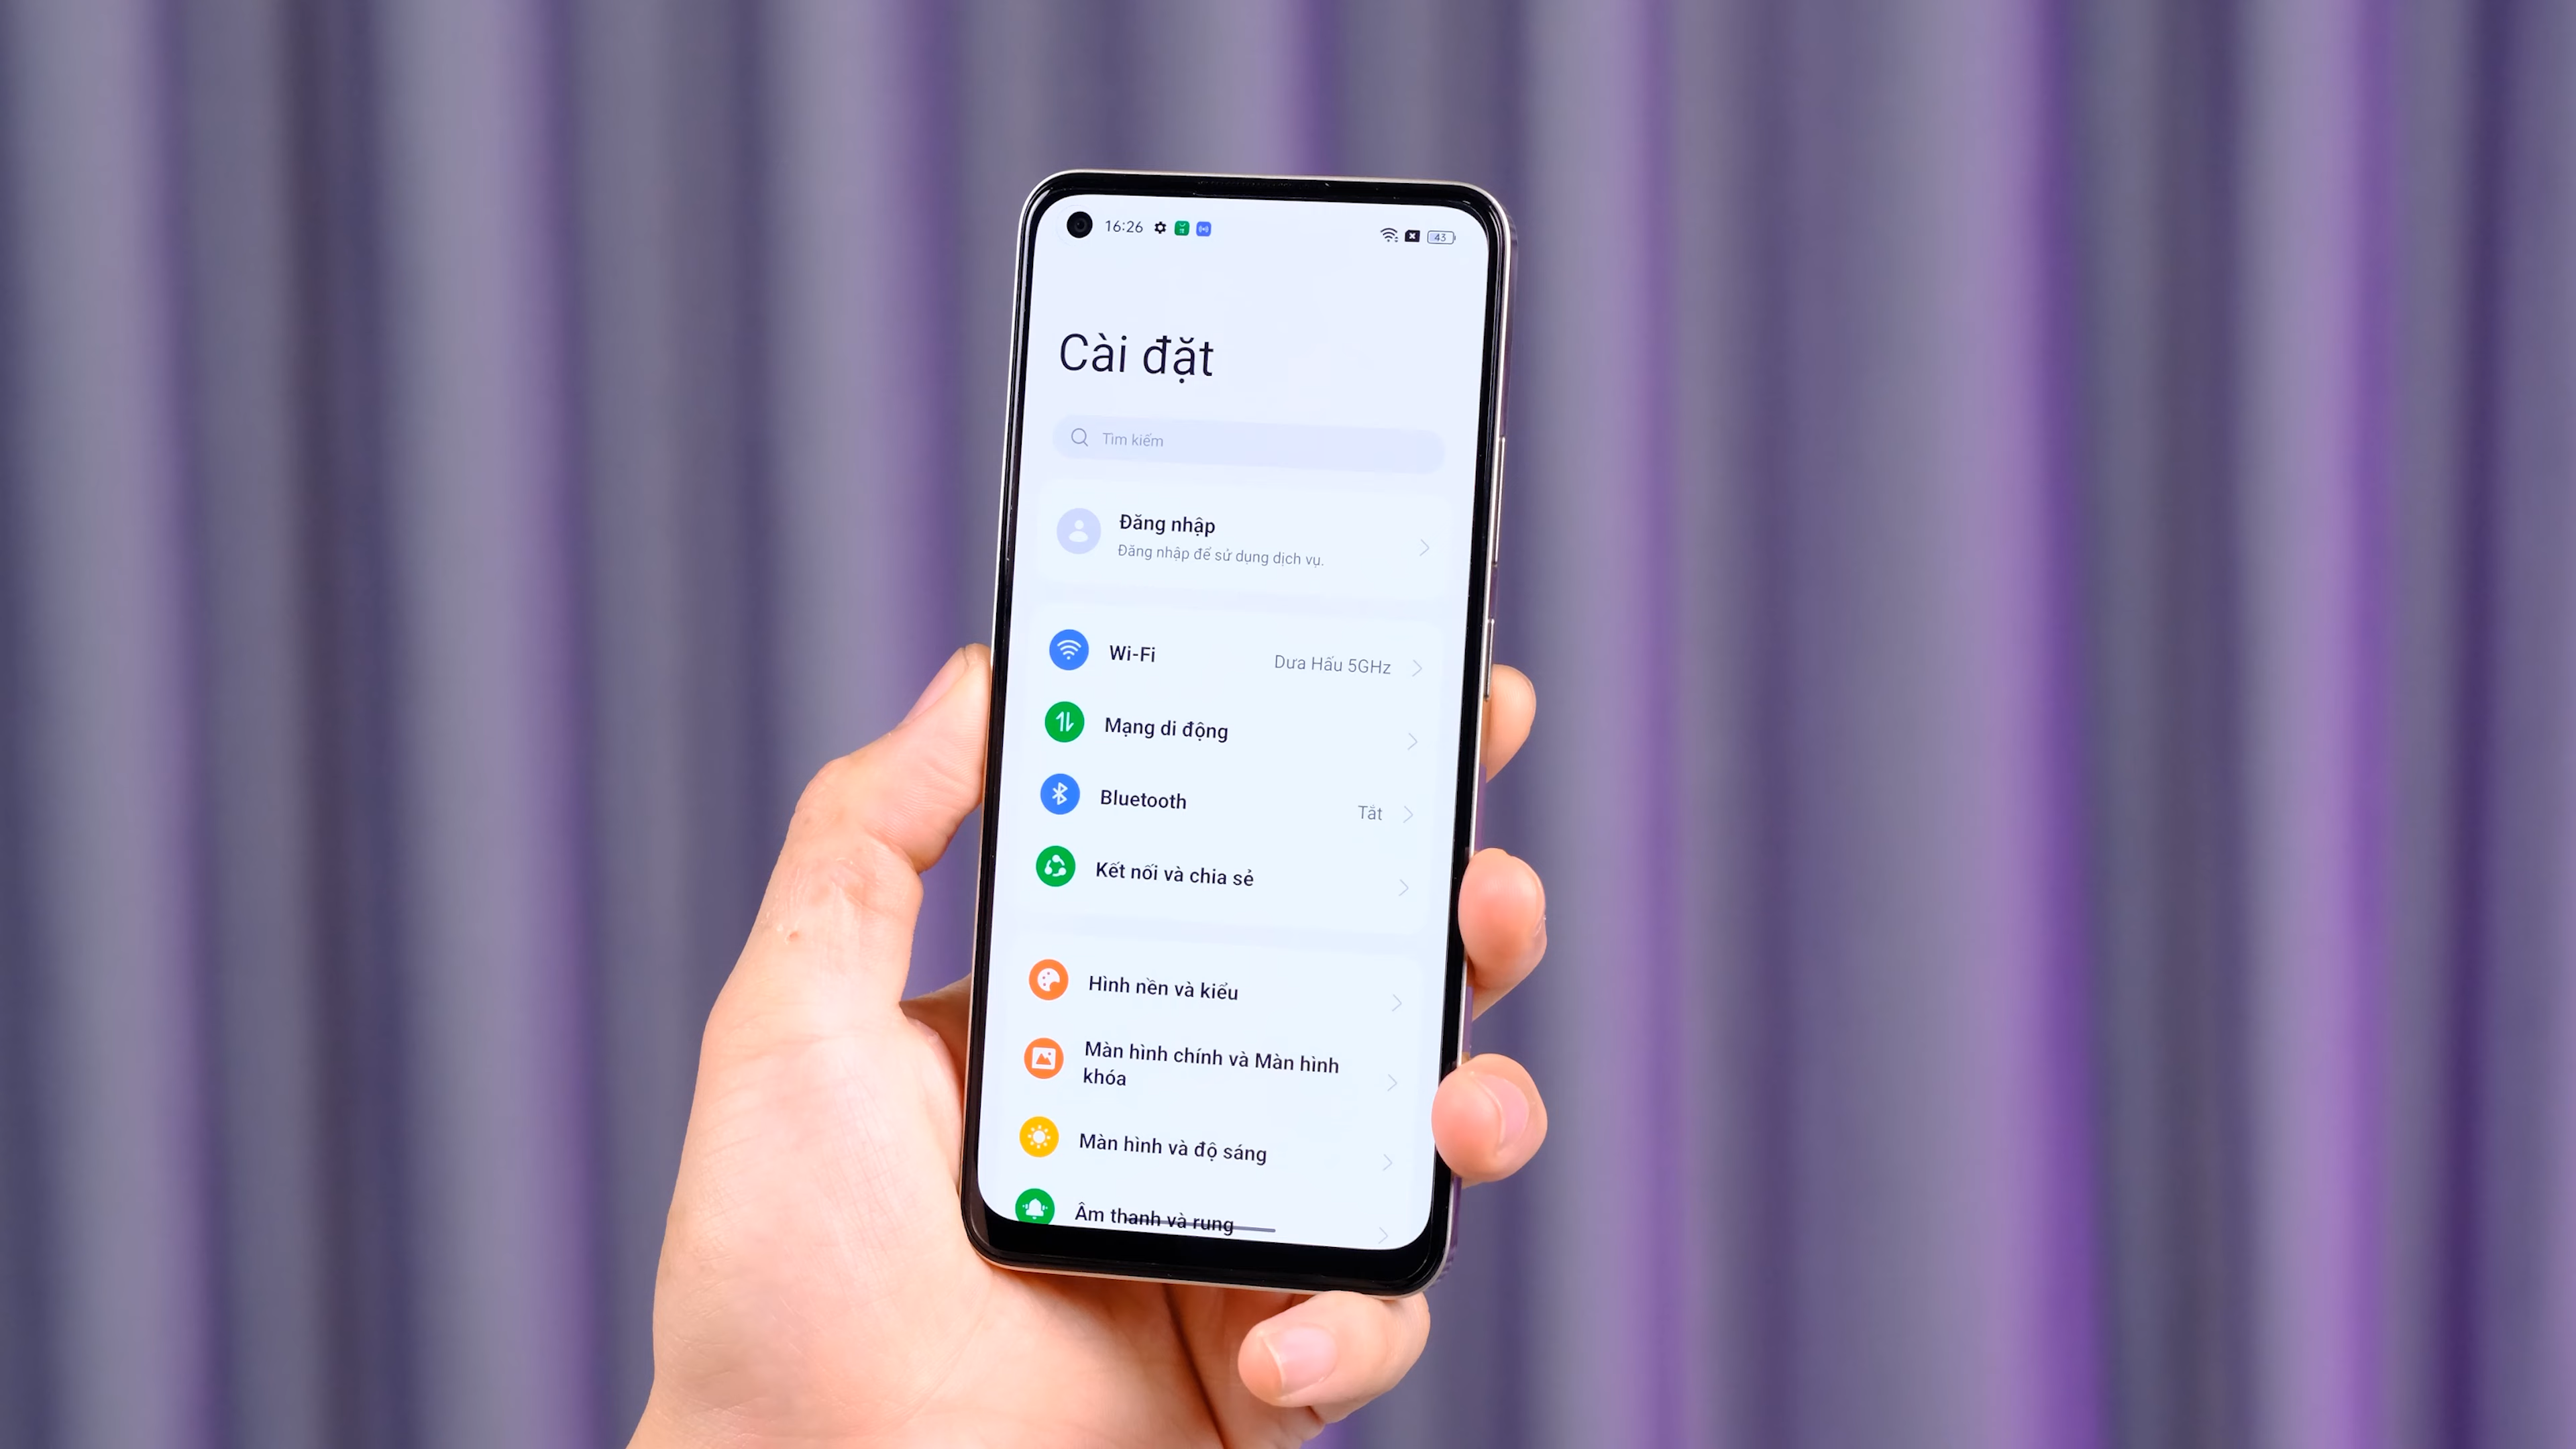 16:26
43
Cài đặt
Tìm kiếm
Đăng nhập
Đăng nhập để sử dụng dịch vụ.
Wi-Fi
Dưa Hấu 5GHz
Mạng di động
Bluetooth
Tắt
Kết nối và chia sẻ
Hình nền và kiểu
Màn hình chính và Màn hình
khóa
Màn hình và độ sáng
Âm thanh và rung